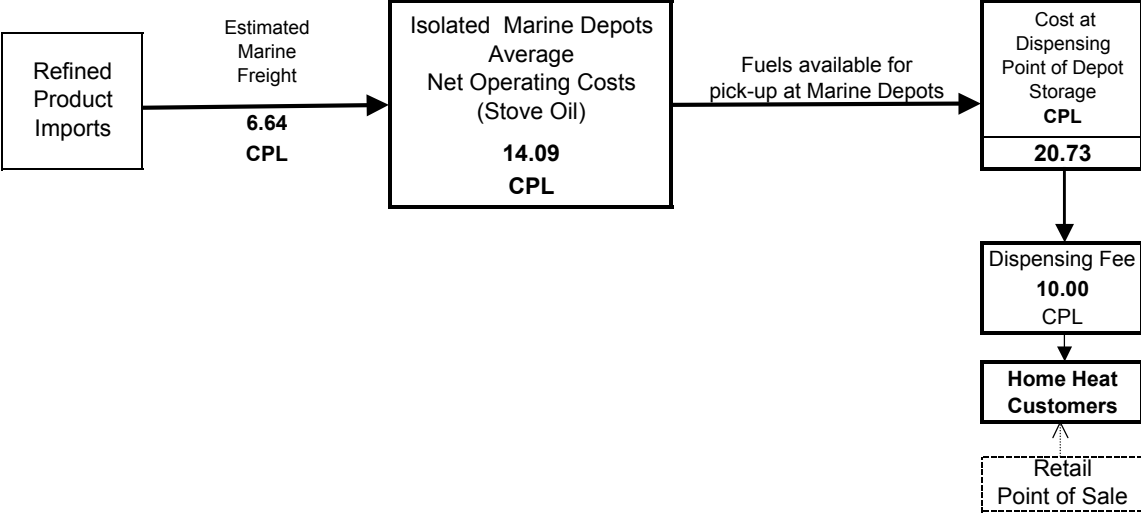 Refined
Product
Imports
Estimated
Marine
Freight
6.64
CPL
Isolated Marine Depots
Average
Net Operating Costs
(Stove Oil)
14.09
CPL
Fuels available for
pick-up at Marine Depots
Cost at
Dispensing
Point of Depot
Storage
CPL
20.73
Dispensing Fee
10.00
CPL
Home Heat
Customers
Retail
Point of Sale